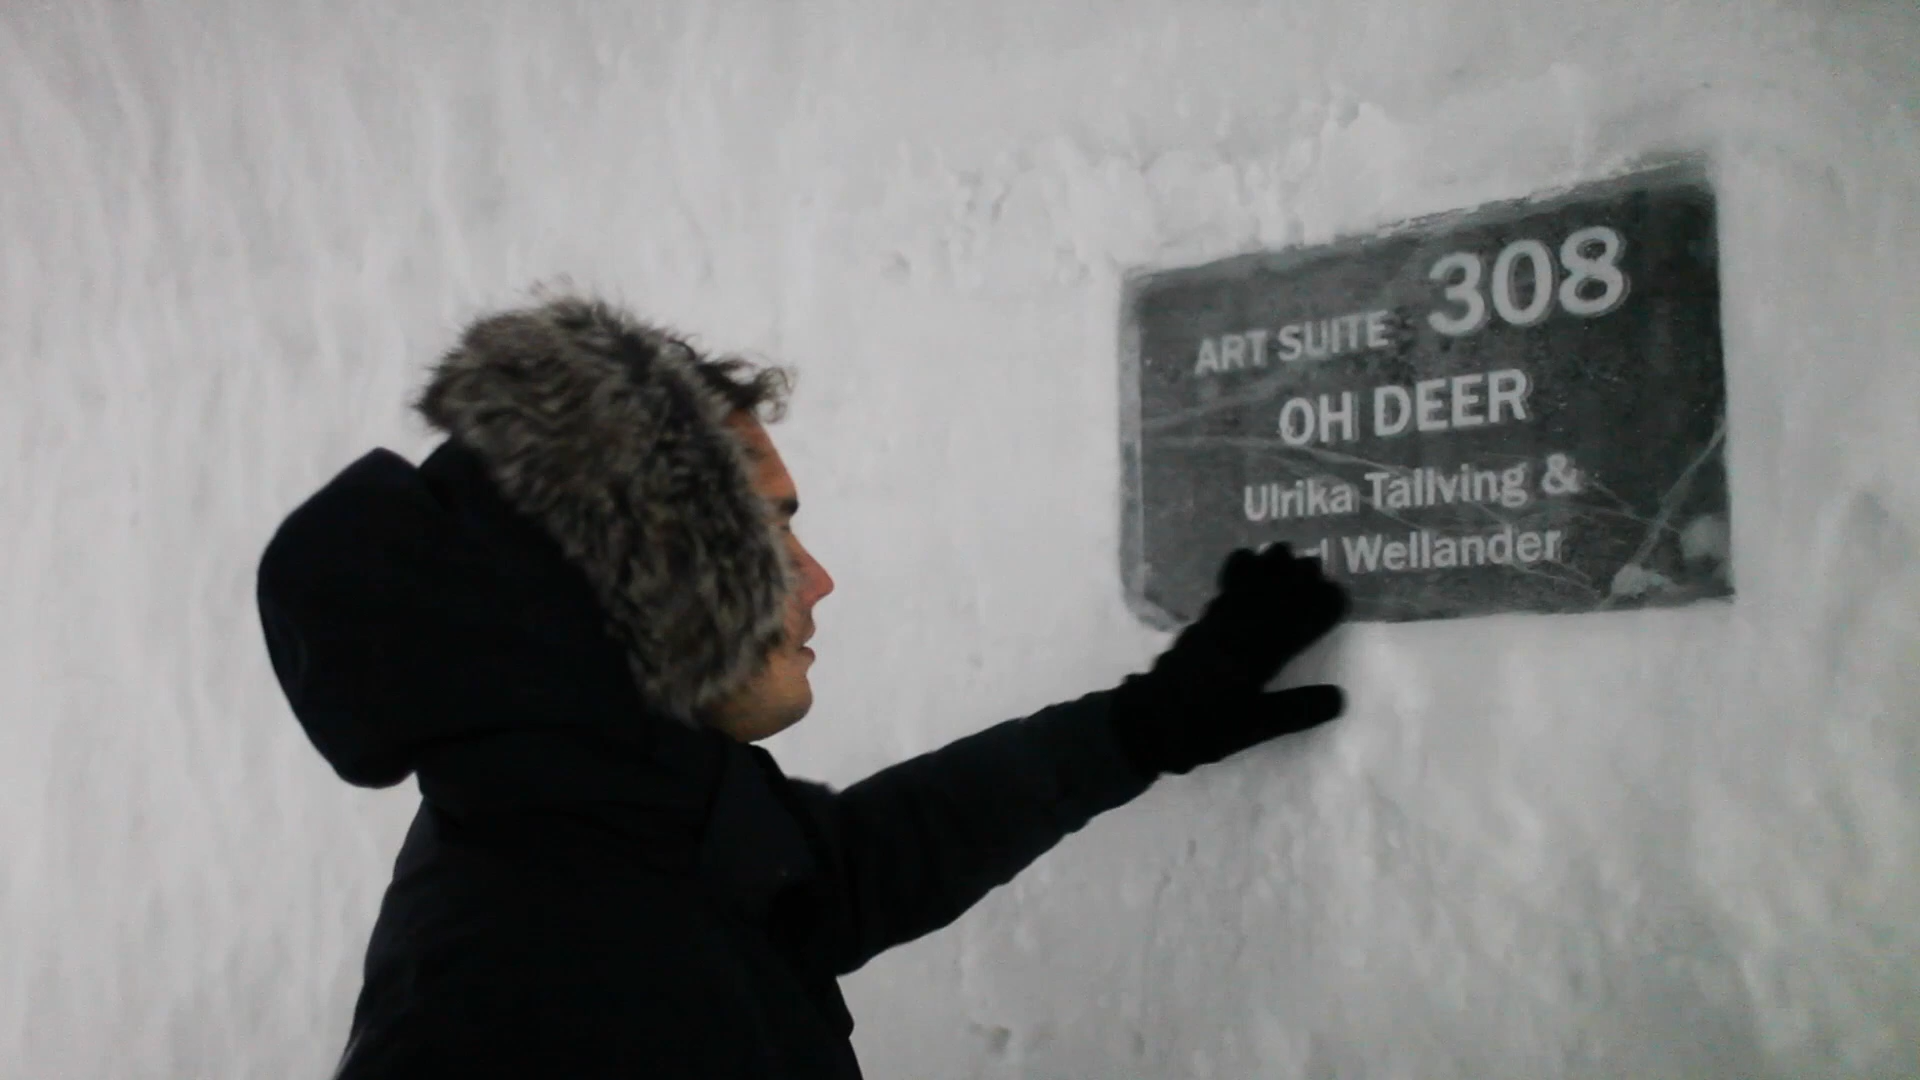 ART SUITE 308
OH DEER
Ulrika Tallving &
Wellander